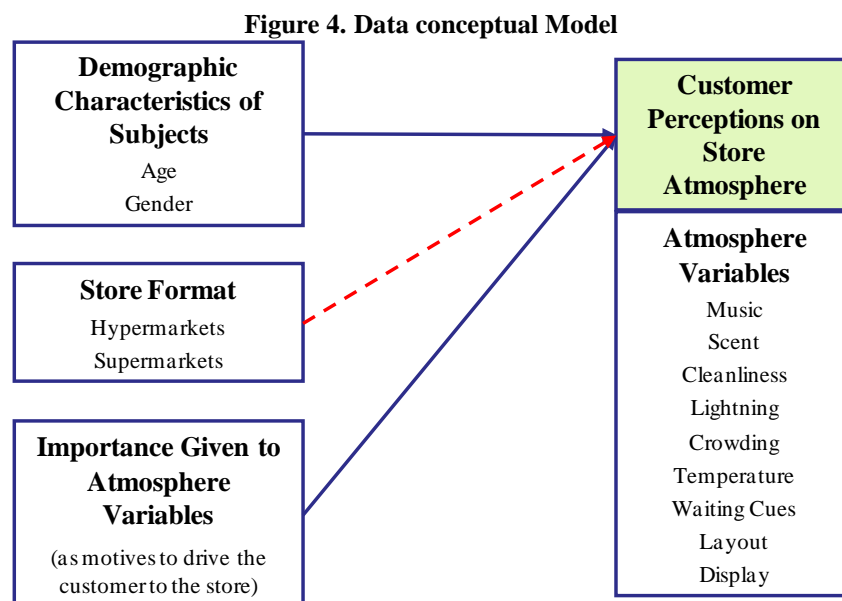 Figure 4. Data conceptual Model
Demographic
Characteristics of
Subjects
Age
Gender
Store Format
Hypermarkets
Supermarkets
Importance Given to
Atmosphere
Variables
(as motives to drive the
customer to the store)
Customer
Perceptions on
Store
Atmosphere
Atmosphere
Variables
Music
Scent
Cleanliness
Lightning
Crowding
Temperature
Waiting Cues
Layout
Display